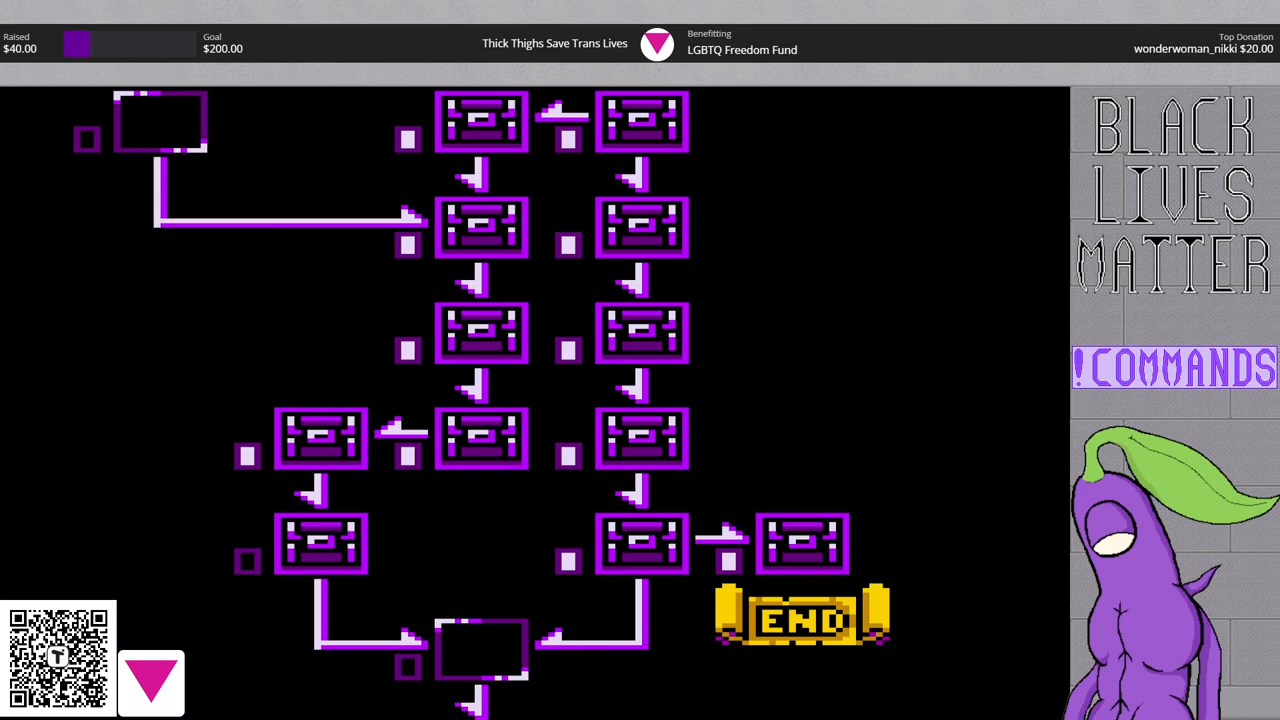 Raised
$40.00
Goal
$200.00
Thick Thighs Save Trans Lives
Benefitting
LGBTQ Freedom Fund
Top Donation
wonderwoman_nikki $20.00
BLACK
LIVES
MATTER
!COMMANDS
END
T